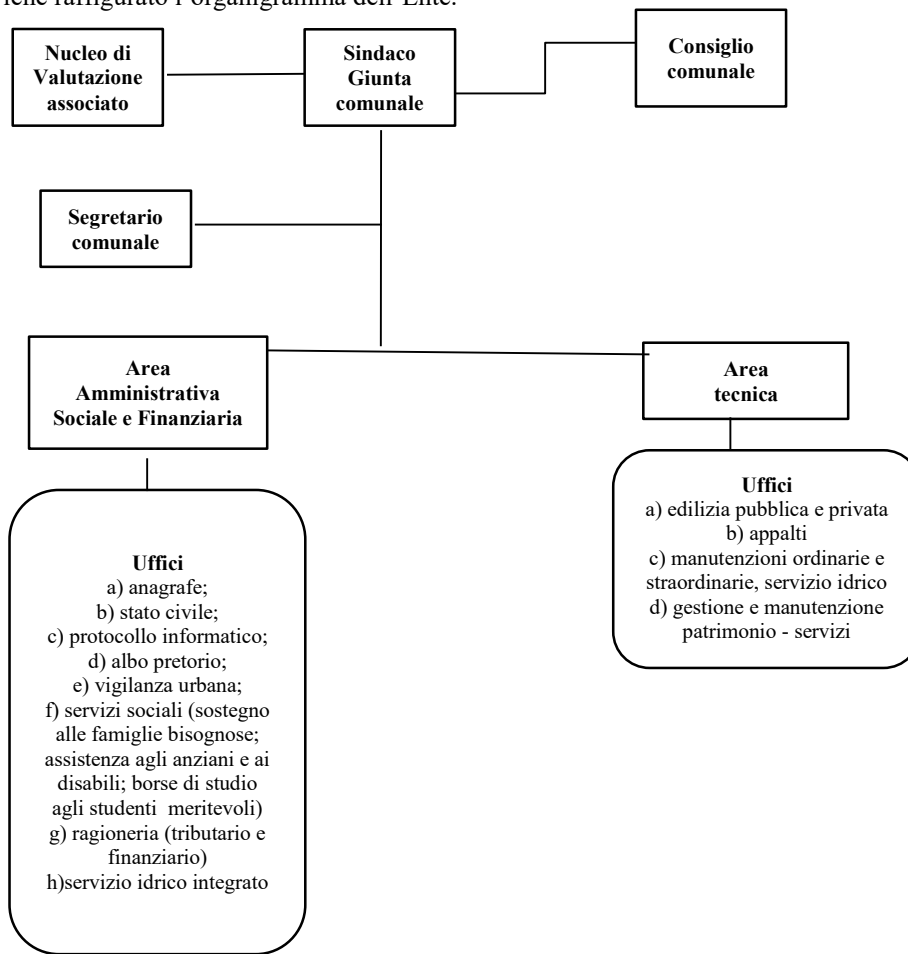 iene raffigurato l'organigramma dell'Ente.
Nucleo di
Valutazione
associato
Sindaco
Giunta
comunale
Consiglio
comunale
Segretario
comunale
Area
Amministrativa
Sociale e Finanziaria
Area
tecnica
Uffici
a) anagrafe;
b) stato civile;
c) protocollo informatico;
d) albo pretorio;
e) vigilanza urbana;
f) servizi sociali (sostegno
alle famiglie bisognose;
assistenza agli anziani e ai
disabili; borse di studio
agli studenti meritevoli)
g) ragioneria (tributario e
finanziario)
h)servizio idrico integrato
Uffici
a) edilizia pubblica e privata
b) appalti
c) manutenzioni ordinarie e
straordinarie, servizio idrico
d) gestione e manutenzione
patrimonio - servizi